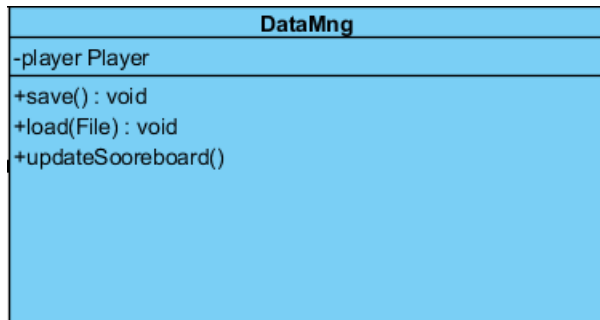 DataMng
-player Player
+save() : void
+load(File) : void
+updateSooreboard()